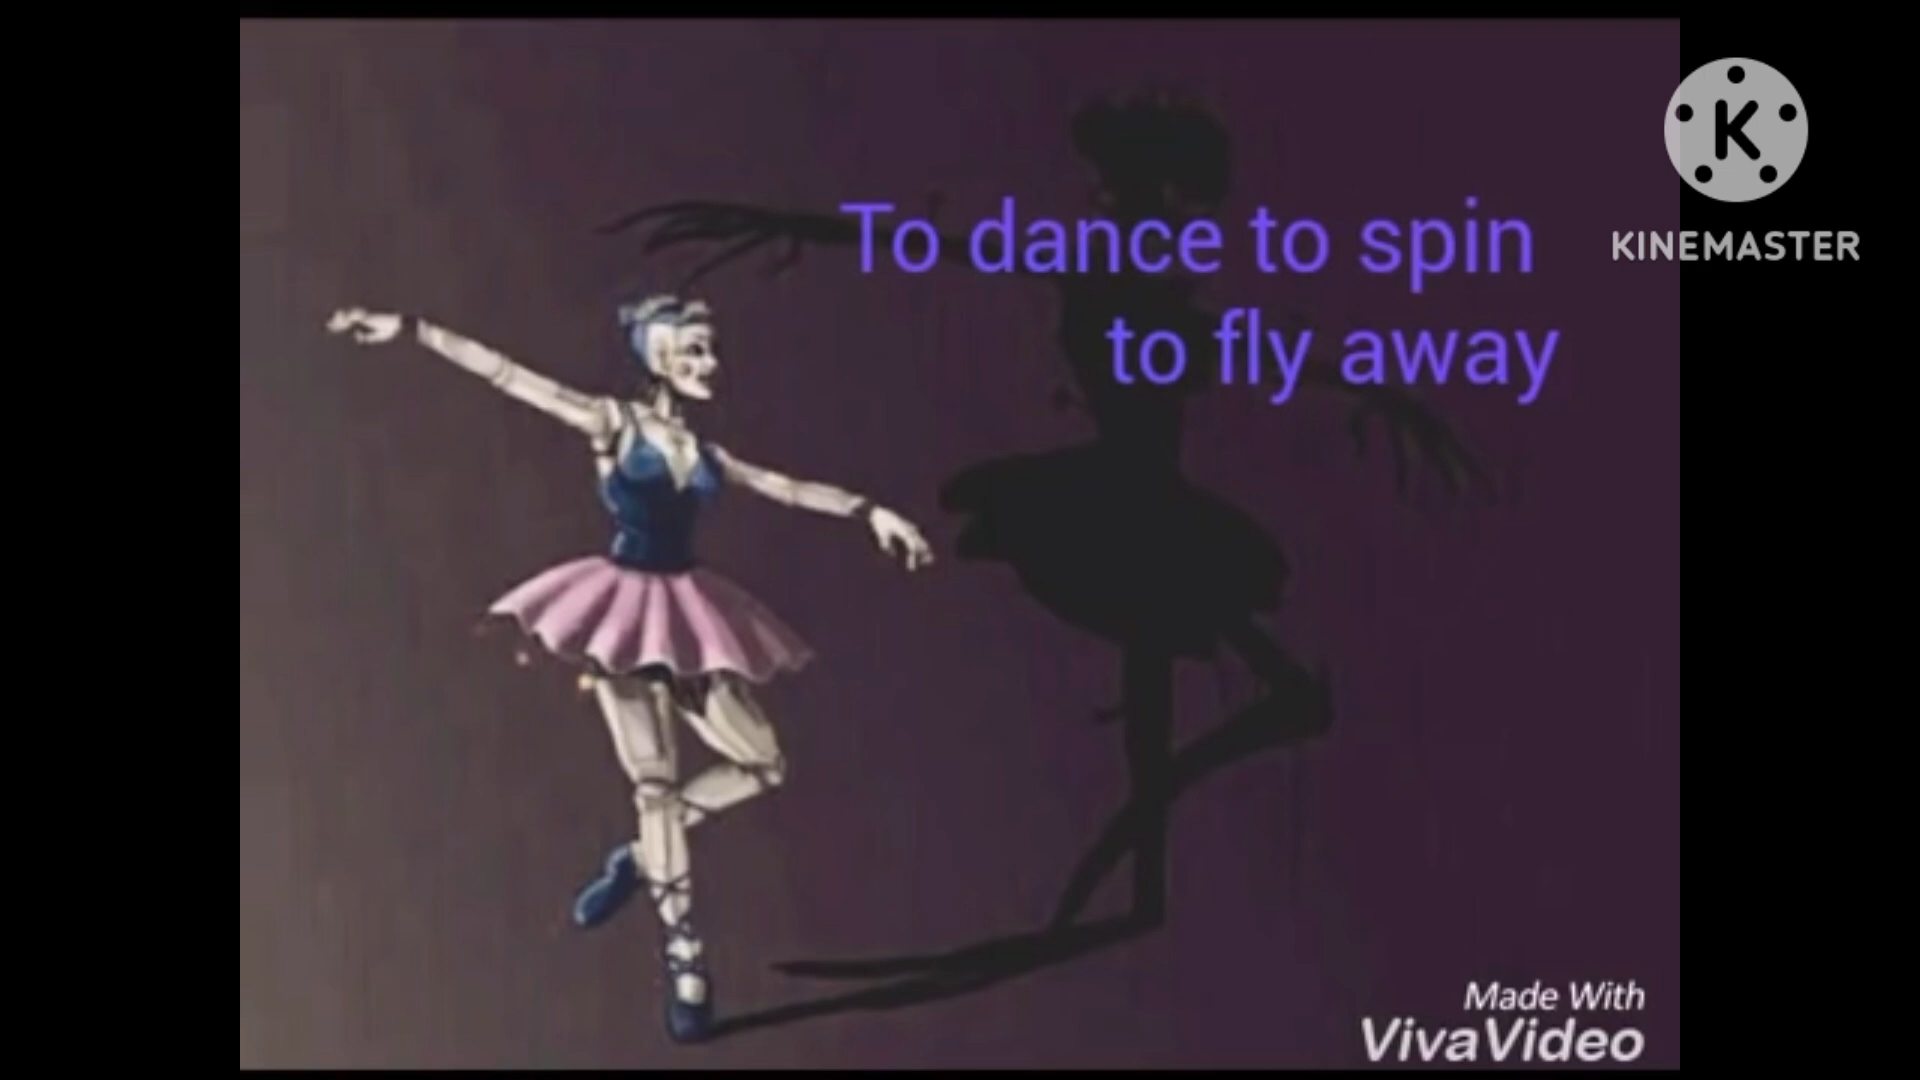 To dance to spin
to fly away
K
KINEMASTER
Made With
VivaVideo